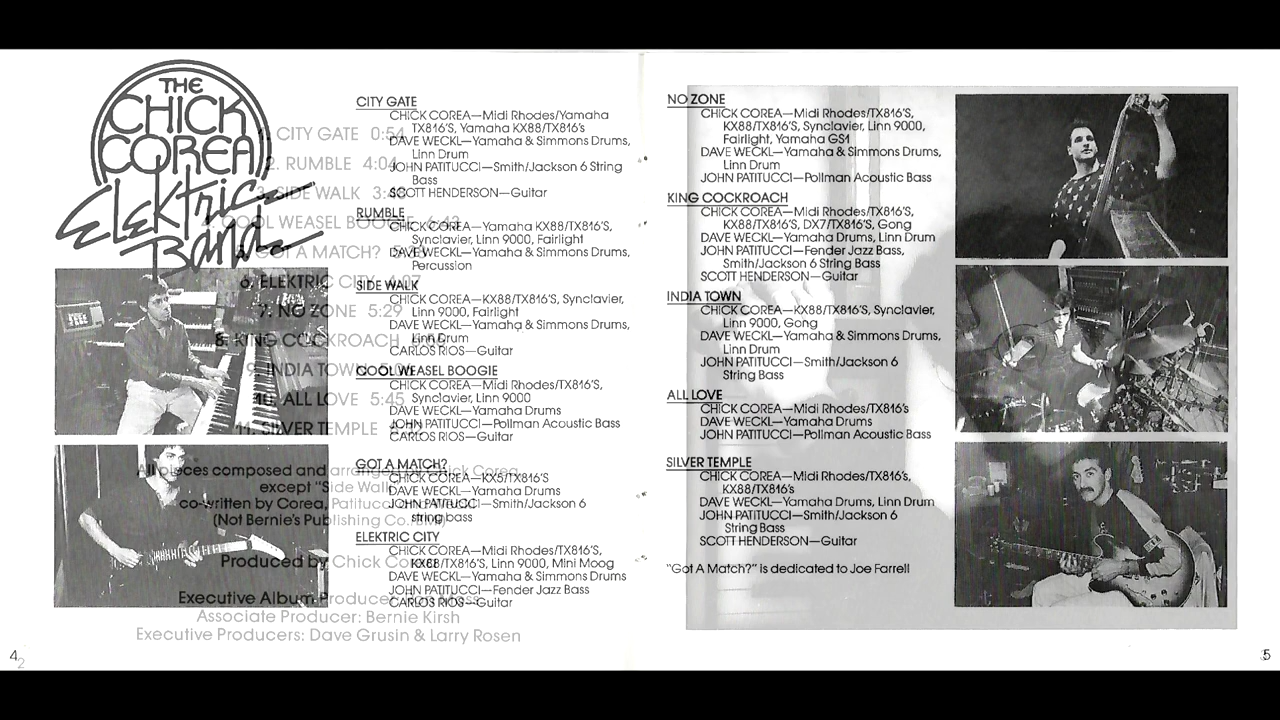 THE
CHICK
COREA
Elektric
Band
1. CITY GATE 0:54
2. RUMBLE 4:04
3. SIDE WALK
COOL WEASEL BOOGIE
GOT A MATCH?
6. ELEKTRIC CITY 4:07
7. NO ZONE 5:29
8. KING COCKROACH
9. INDIA TOWN
10. ALL LOVE 5:45
11. SILVER TEMPLE
All pieces composed and arranged by Chick Corea
except "Side Walk"
co-written by Corea, Patitucci
(Not Bernie's Publishing Co.
Produced by Chick Corea
Executive Album Producer: Ron Moss
Associate Producer: Bernie Kirsh
Executive Producers: Dave Grusin & Larry Rosen
4
2
CITY GATE
CHICK COREA—Midi Rhodes/Yamaha
TX816'S, Yamaha KX88/TX816's
DAVE WECKL—Yamaha & Simmons Drums,
Linn Drum
JOHN PATITUCCI—Smith/Jackson 6 String
Bass
SCOTT HENDERSON—Guitar
RUMBLE
CHICK COREA—Yamaha KX88/TX816'S,
Synclavier, Linn 9000, Fairlight
DAVE WECKL—Yamaha & Simmons Drums,
Percussion
SIDE WALK
CHICK COREA—KX88/TX816'S, Synclavier,
Linn 9000, Fairlight
DAVE WECKL—Yamaha & Simmons Drums,
Linn Drum
CARLOS RIOS—Guitar
COOL WEASEL BOOGIE
CHICK COREA—Midi Rhodes/TX816'S,
Synclavier, Linn 9000
DAVE WECKL—Yamaha Drums
JOHN PATITUCCI—Pollman Acoustic Bass
CARLOS RIOS—Guitar
GOT A MATCH?
CHICK COREA—KX5/TX816'S
DAVE WECKL—Yamaha Drums
JOHN PATITUCCI—Smith/Jackson 6
string bass
ELEKTRIC CITY
CHICK COREA—Midi Rhodes/TX816'S,
KX88/TX816'S, Linn 9000, Mini Moog
DAVE WECKL—Yamaha & Simmons Drums
JOHN PATITUCCI—Fender Jazz Bass
CARLOS RIOS—Guitar
NO ZONE
CHICK COREA—Midi Rhodes/TX816'S,
KX88/TX816'S, Synclavier, Linn 9000,
Fairlight, Yamaha GS1
DAVE WECKL—Yamaha & Simmons Drums,
Linn Drum
JOHN PATITUCCI—Pollman Acoustic Bass
KING COCKROACH
CHICK COREA—Midi Rhodes/TX816'S,
KX88/TX816'S, DX7/TX816'S, Gong
DAVE WECKL—Yamaha Drums, Linn Drum
JOHN PATITUCCI—Fender Jazz Bass,
Smith/Jackson 6 String Bass
SCOTT HENDERSON—Guitar
INDIA TOWN
CHICK COREA—KX88/TX816'S, Synclavier,
Linn 9000, Gong
DAVE WECKL—Yamaha & Simmons Drums,
Linn Drum
JOHN PATITUCCI—Smith/Jackson 6
String Bass
ALL LOVE
CHICK COREA—Midi Rhodes/TX816's
DAVE WECKL—Yamaha Drums
JOHN PATITUCCI—Pollman Acoustic Bass
SILVER TEMPLE
CHICK COREA—Midi Rhodes/TX816's,
KX88/TX816's
DAVE WECKL—Yamaha Drums, Linn Drum
JOHN PATITUCCI—Smith/Jackson 6
String Bass
SCOTT HENDERSON—Guitar
"Got A Match?" is dedicated to Joe Farrell
5